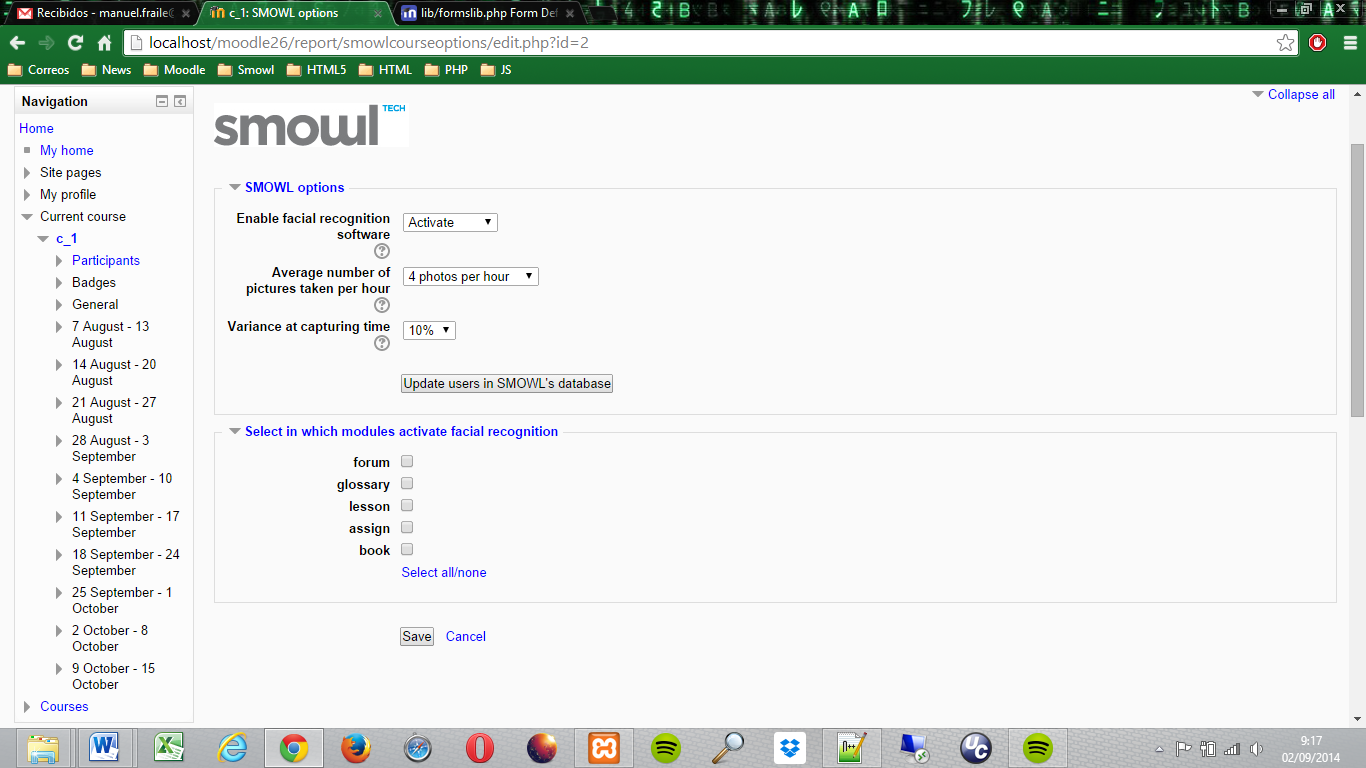 Recibidos - manuel.fraile@
c_1: SMOWL options
lib/formslib.php Form Def
localhost/moodle26/report/smowlcourseoptions/edit.php?id=2
Correos
News
Moodle
Smowl
HTML5
HTML
PHP
JS
Navigation
Home
My home
Site pages
My profile
Current course
c_1
Participants
Badges
General
7 August - 13
August
14 August - 20
August
21 August - 27
August
28 August - 3
September
4 September - 10
September
11 September - 17
September
18 September - 24
September
25 September - 1
October
2 October - 8
October
9 October - 15
October
Courses
Collapse all
smowl TECH
SMOWL options
Enable facial recognition
software
Activate
Average number of
pictures taken per hour
4 photos per hour
Variance at capturing time
10%
Update users in SMOWL's database
Select in which modules activate facial recognition
forum
glossary
lesson
assign
book
Select all/none
Save Cancel
9:17
02/09/2014